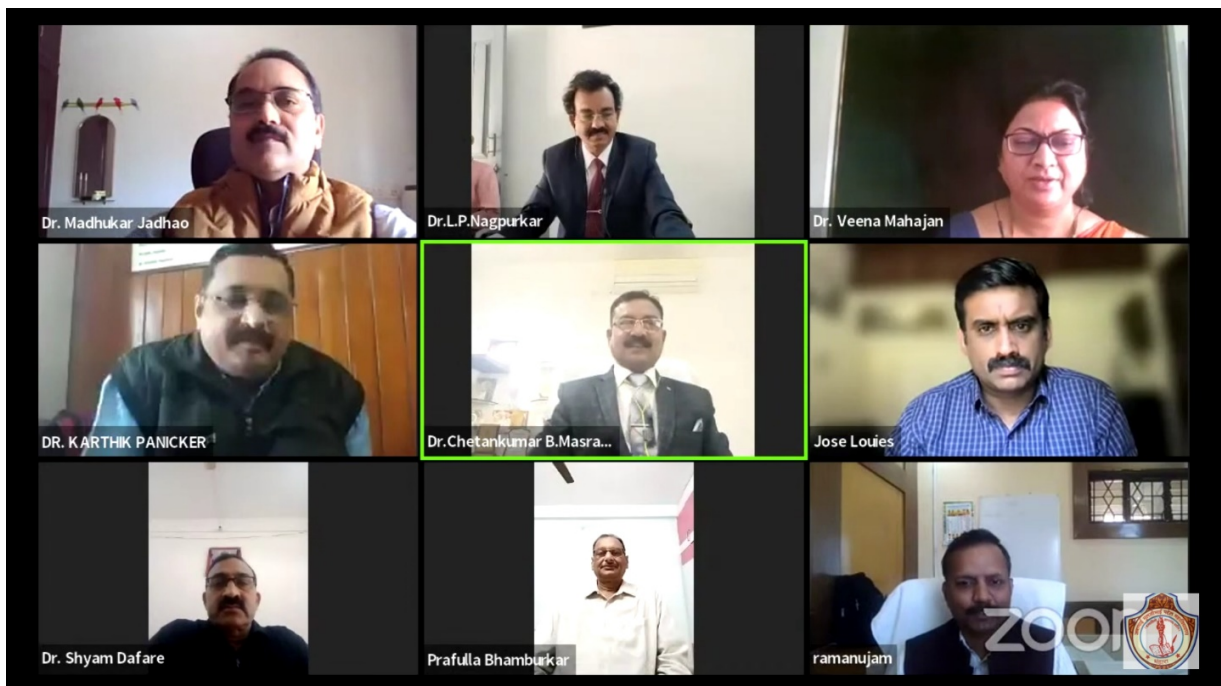 Dr. Madhukar Jadhao
Dr.L.P.Nagpurkar
Dr. Veena Mahajan
DR. KARTHIK PANICKER
Dr.Chetankumar B.Masra...
Jose Louies
Dr. Shyam Dafare
Prafulla Bhamburkar
ramanujam
zoom